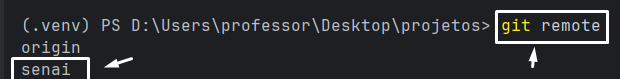 (.venv) PS D:\Users\professor\Desktop\projetos> git remote
origin
senai